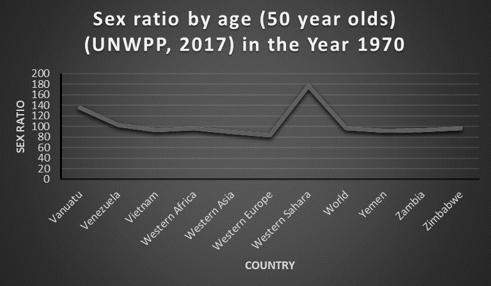 Sex ratio by age (50 year olds)
(UNWPP, 2017) in the Year 1970
SEX RATIO
200
180
160
140
120
100
80
60
40
20
0
Vanuatu
Venezuela
Vietnam
Western Africa
Western Asia
Western Europe
Western Sahara
World
Yemen
Zambia
Zimbabwe
COUNTRY